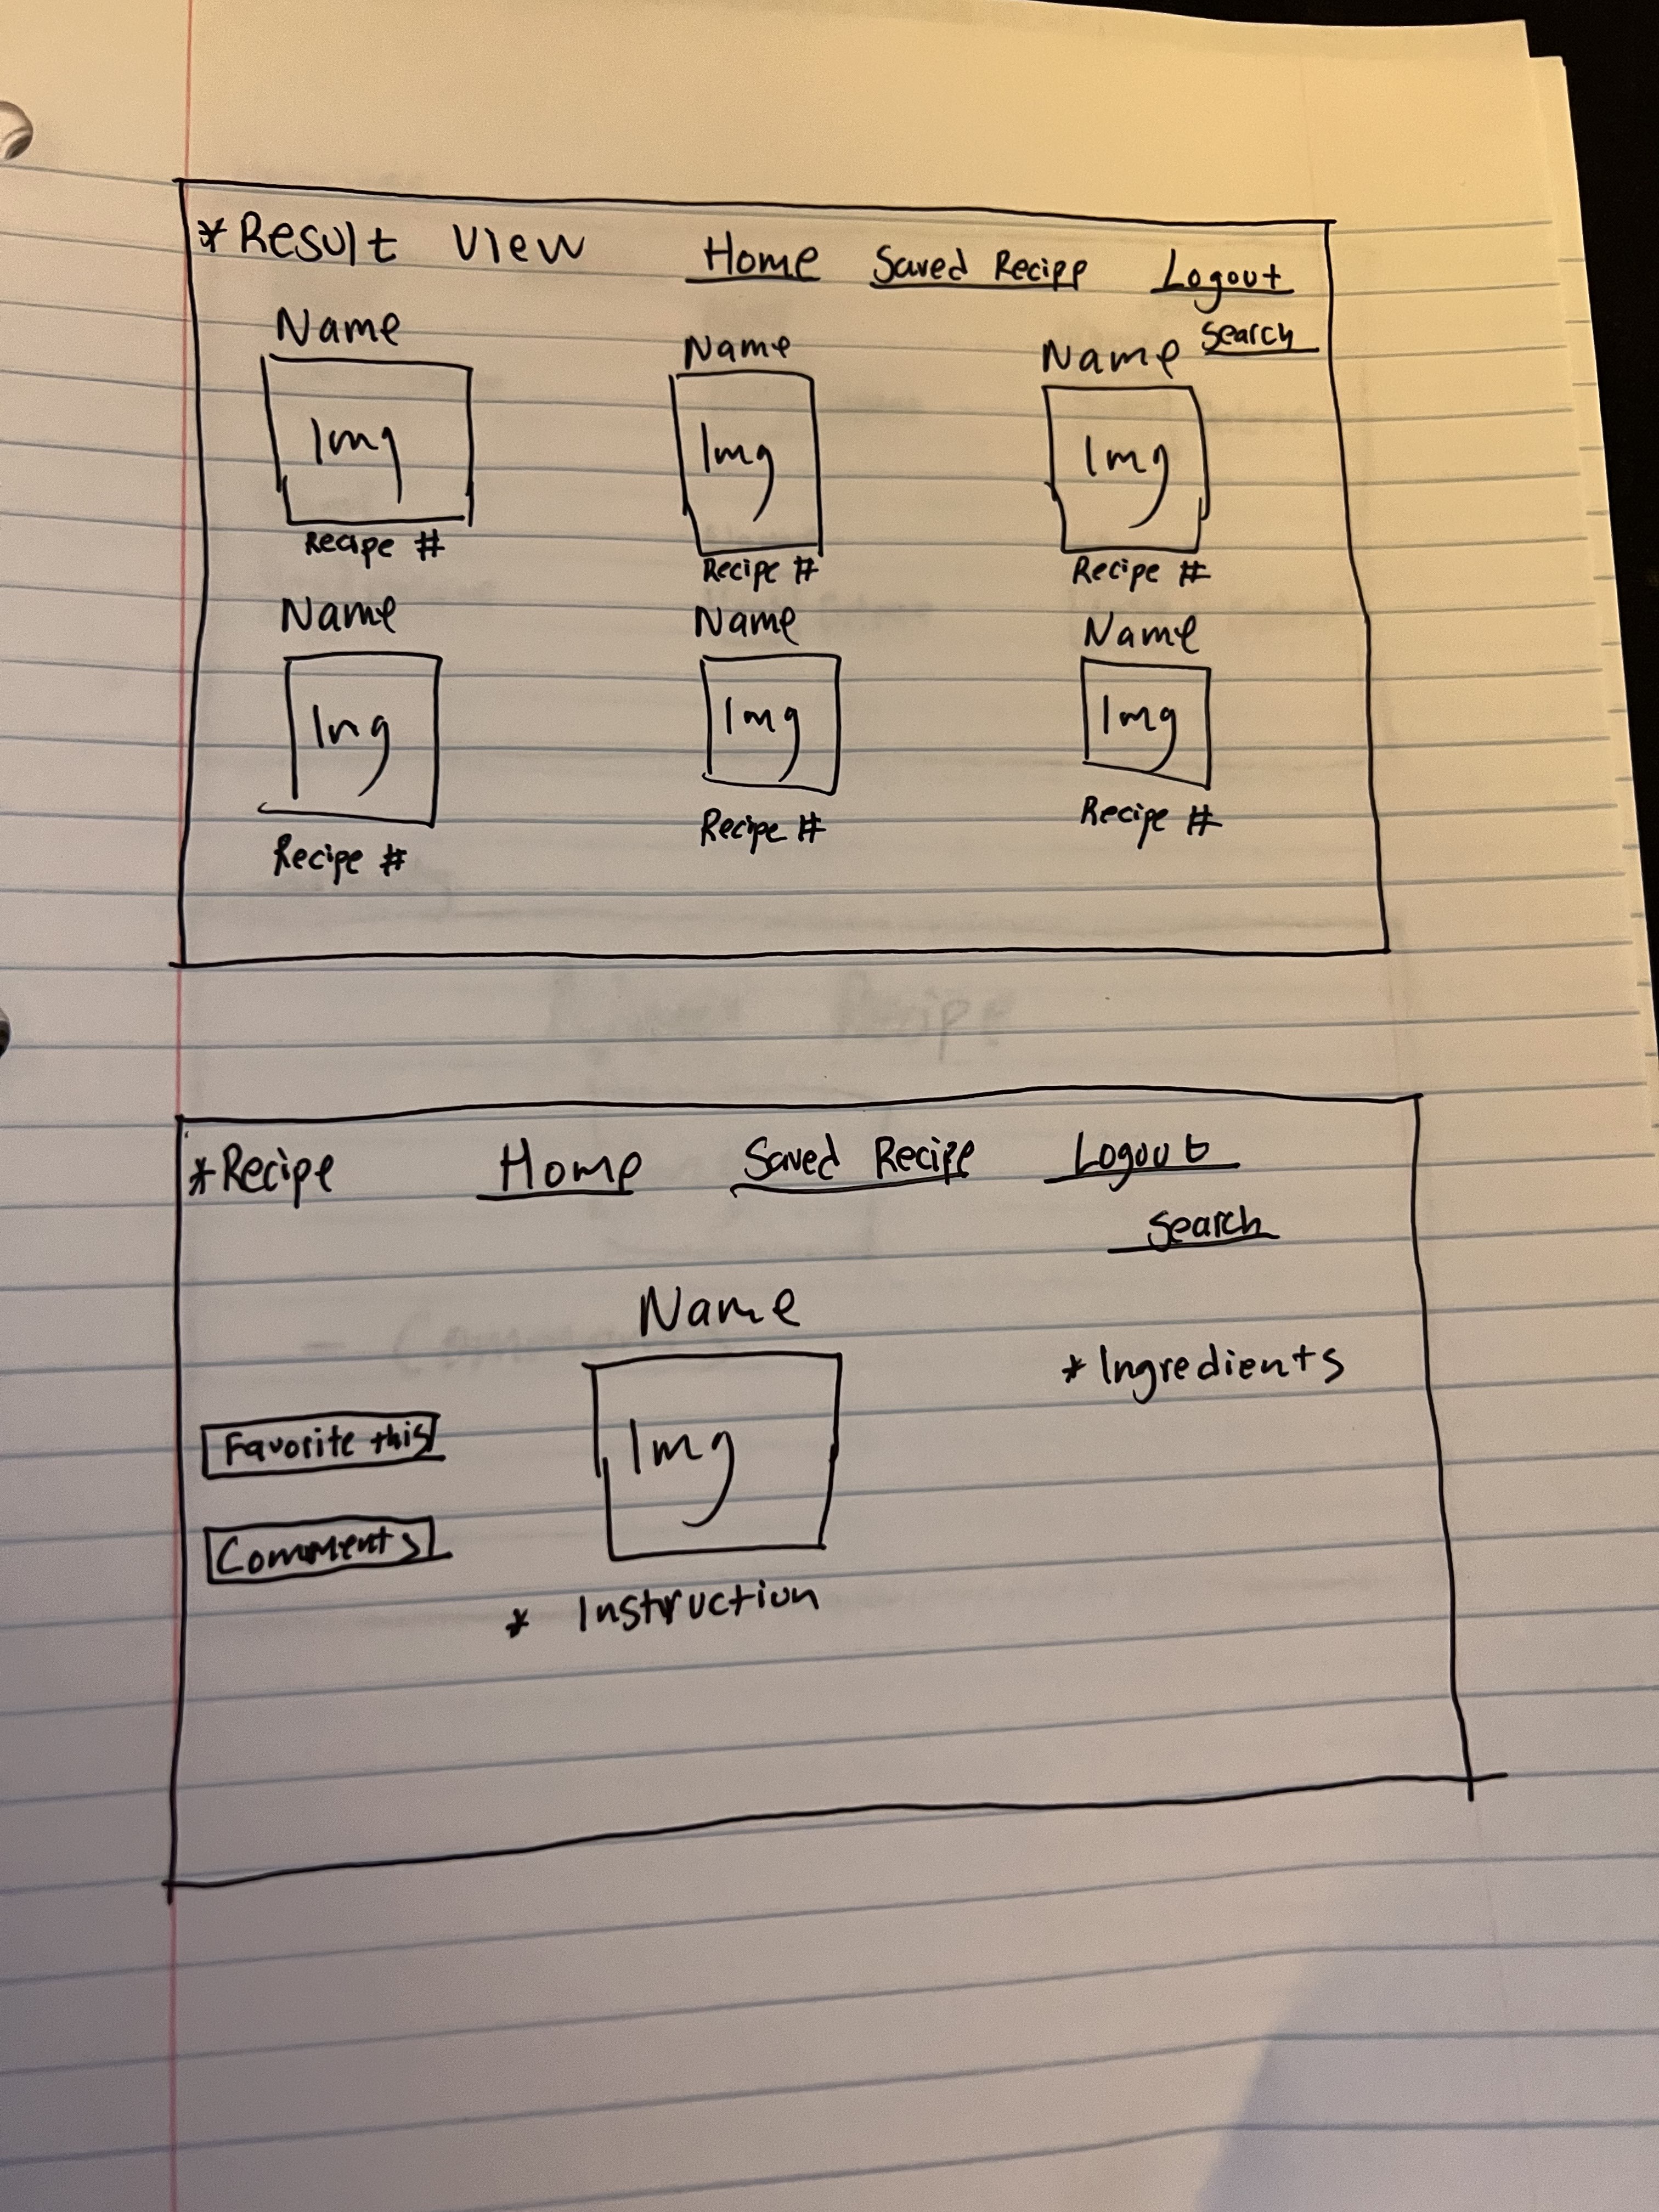 *Result View Home Saved Recipe Logout
Search
Name Name Name
Img Img Img
Recipe # Recipe # Recipe #
Name Name Name
Img Img Img
Recipe # Recipe # Recipe #
*Recipe Home Saved Recipe Logout
Search
Name
* Ingredients
Favorite this Img
Comments
* Instruction